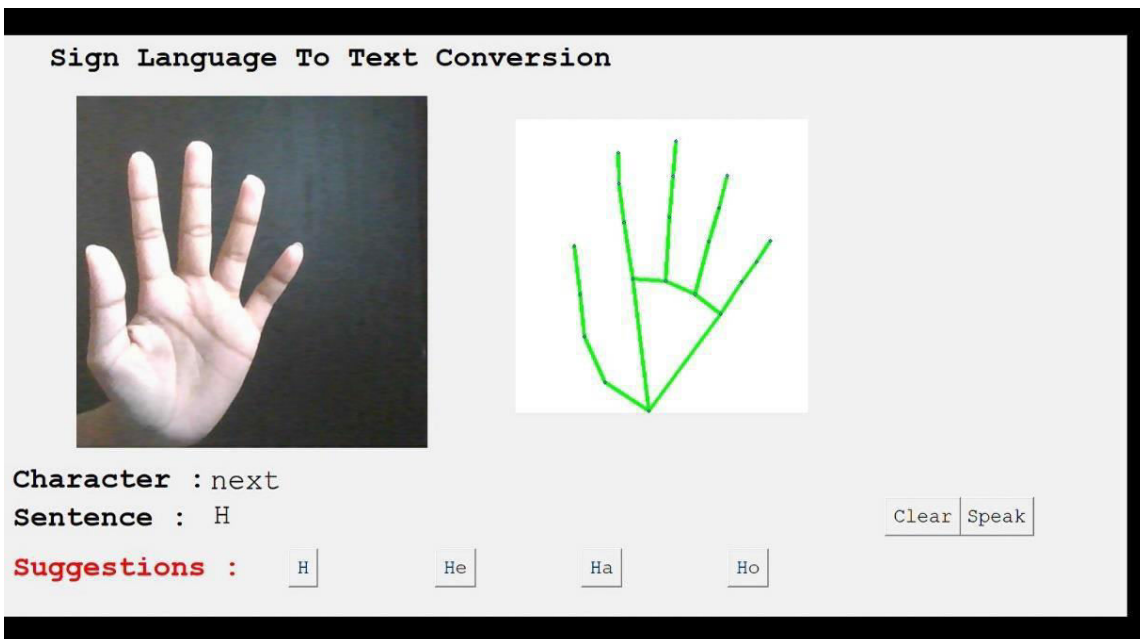 Sign Language To Text Conversion
Character : next
Sentence : H
Clear Speak
Suggestions : H He Ha Ho